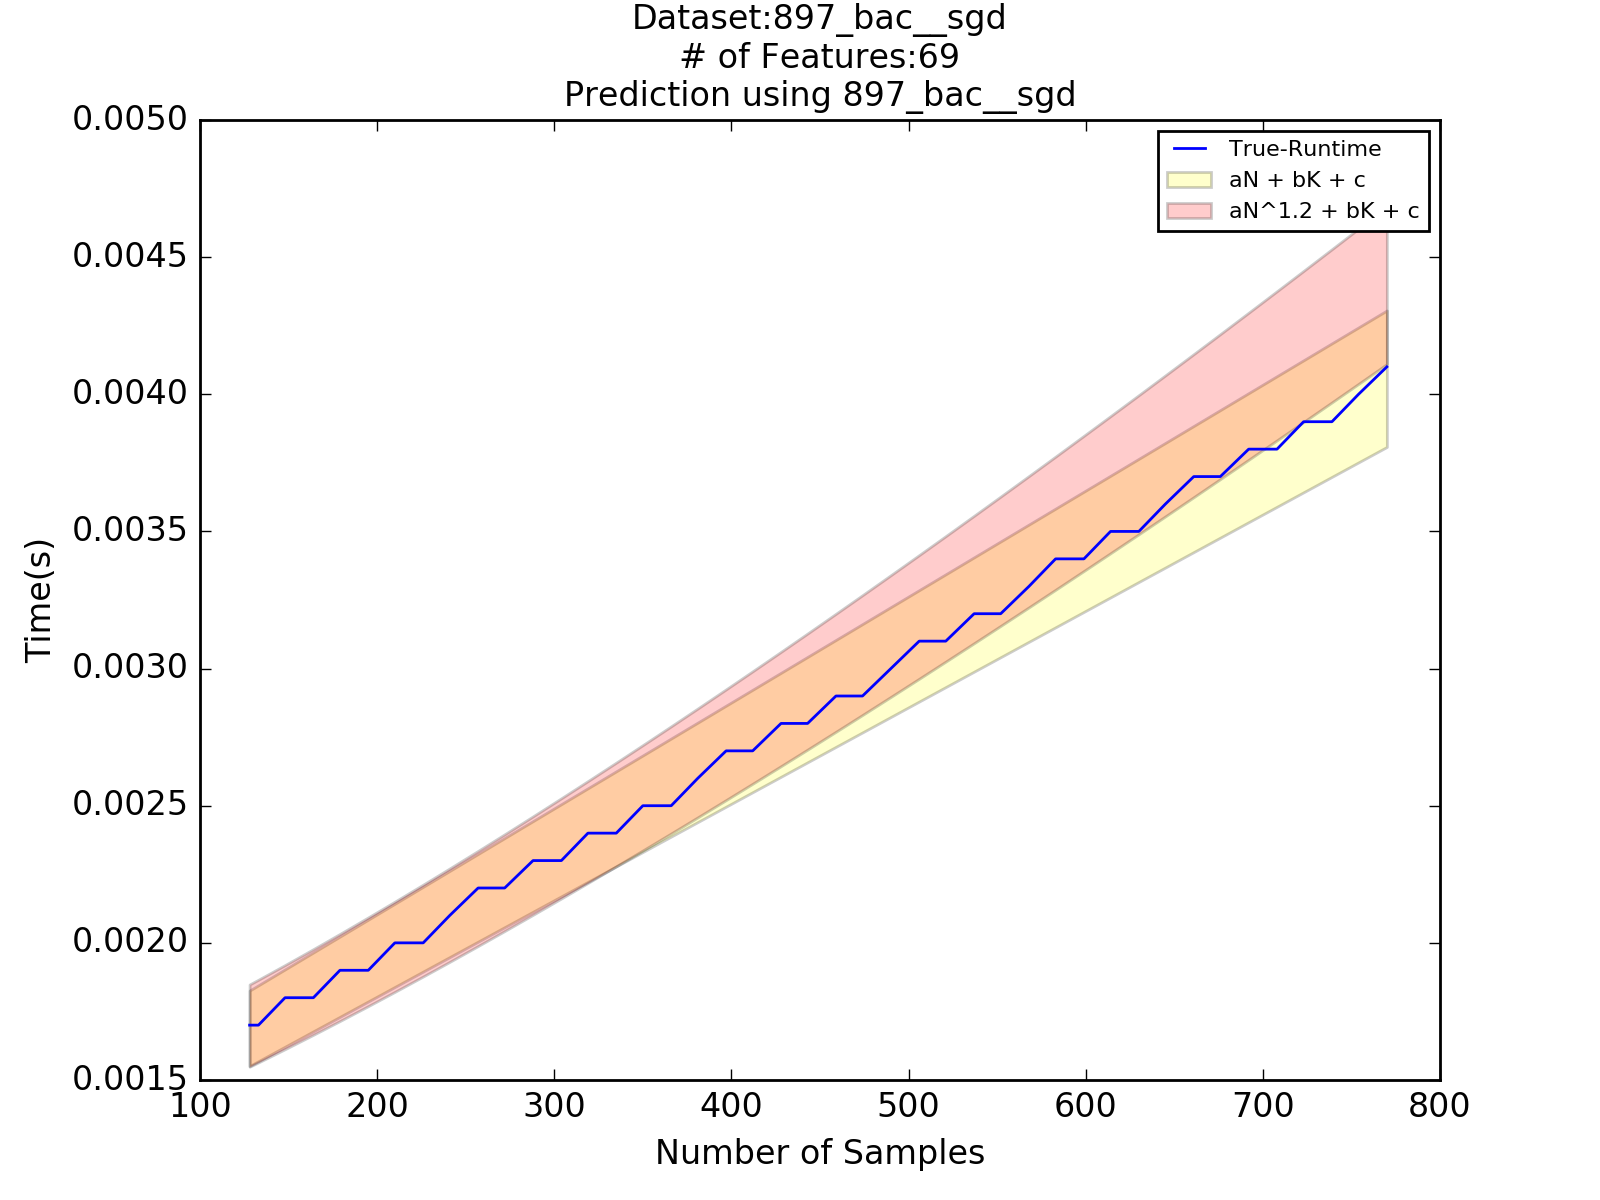 Dataset:897_bac__sgd
# of Features:69
Prediction using 897_bac__sgd
True-Runtime
aN + bK + c
aN^1.2 + bK + c
0.0050
0.0045
0.0040
0.0035
0.0030
0.0025
0.0020
0.0015
Time(s)
100 200 300 400 500 600 700 800
Number of Samples